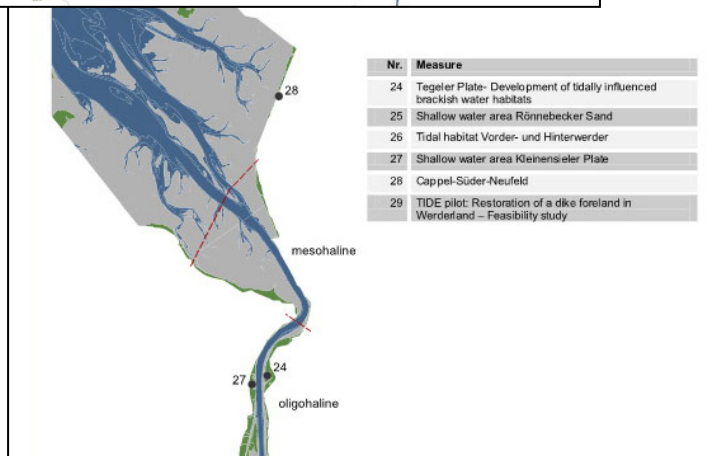 28
mesohaline
24
27
oligohaline
Nr. Measure
24 Tegeler Plate- Development of tidally influenced
brackish water habitats
25 Shallow water area Rönnebecker Sand
26 Tidal habitat Vorder- und Hinterwerder
27 Shallow water area Kleinensieler Plate
28 Cappel-Süder-Neufeld
29 TIDE pilot: Restoration of a dike foreland in
Werderland – Feasibility study